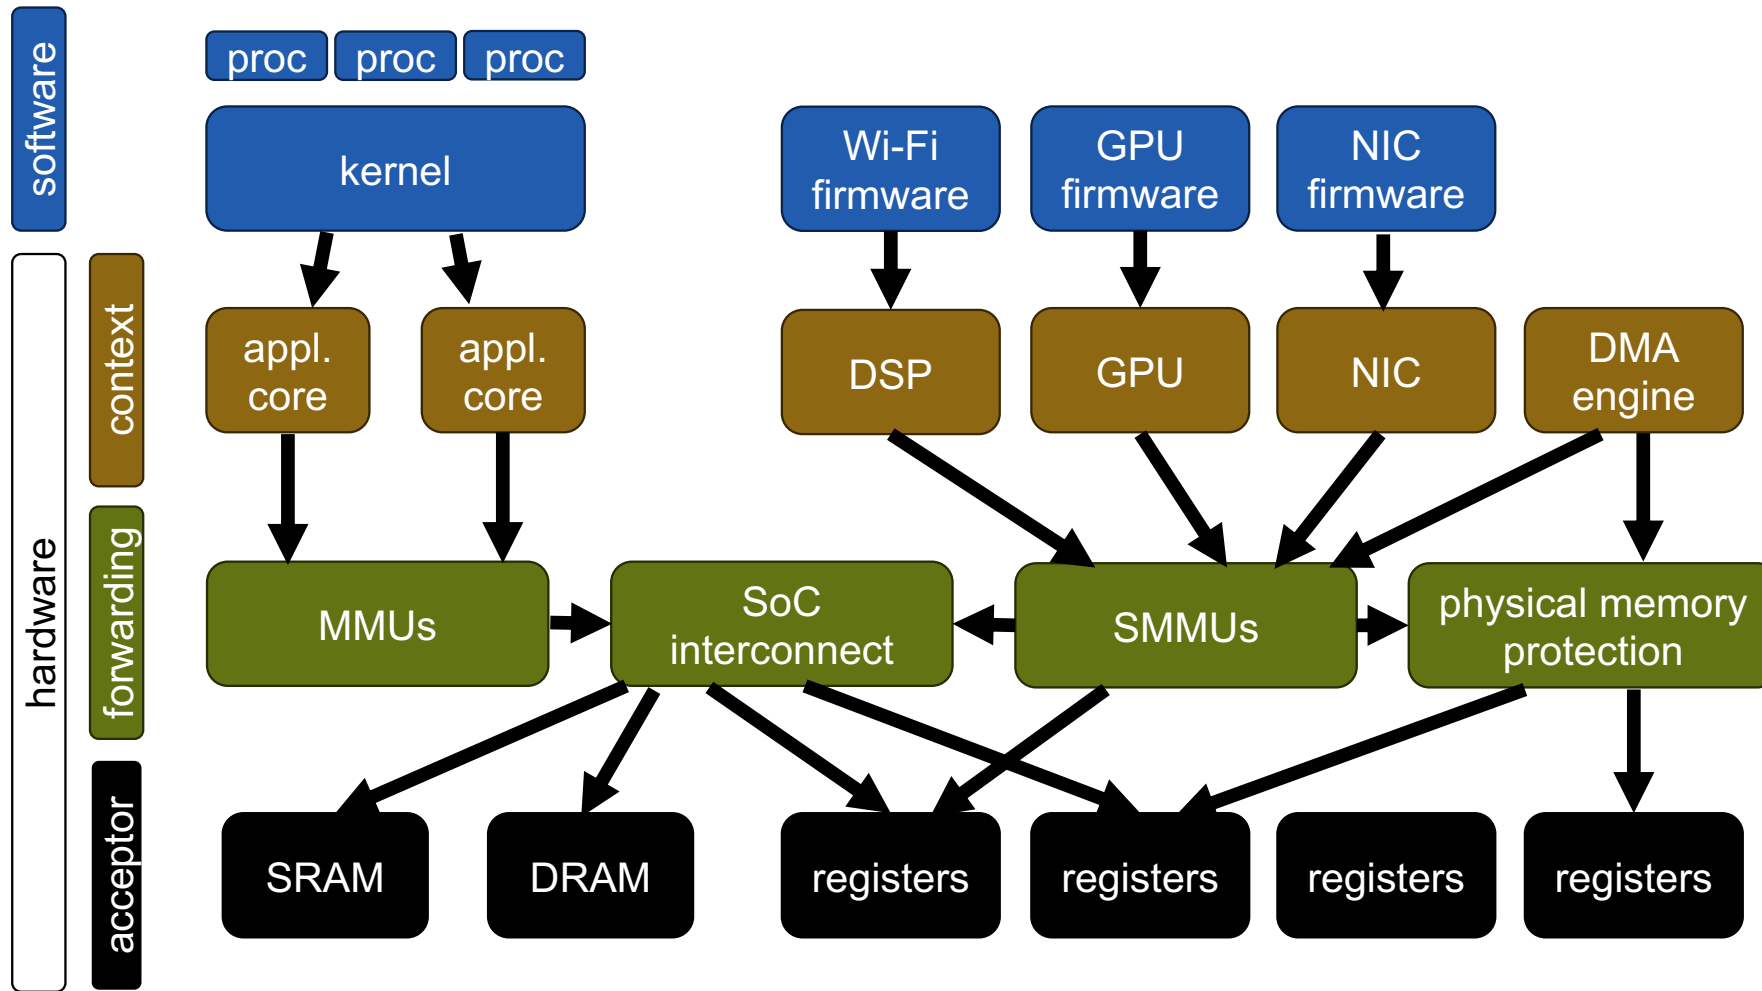 software
proc
proc
proc
kernel
Wi-Fi
firmware
GPU
firmware
NIC
firmware
hardware
context
appl.
core
appl.
core
DSP
GPU
NIC
DMA
engine
forwarding
MMUs
SoC
interconnect
SMMUs
physical memory
protection
acceptor
SRAM
DRAM
registers
registers
registers
registers